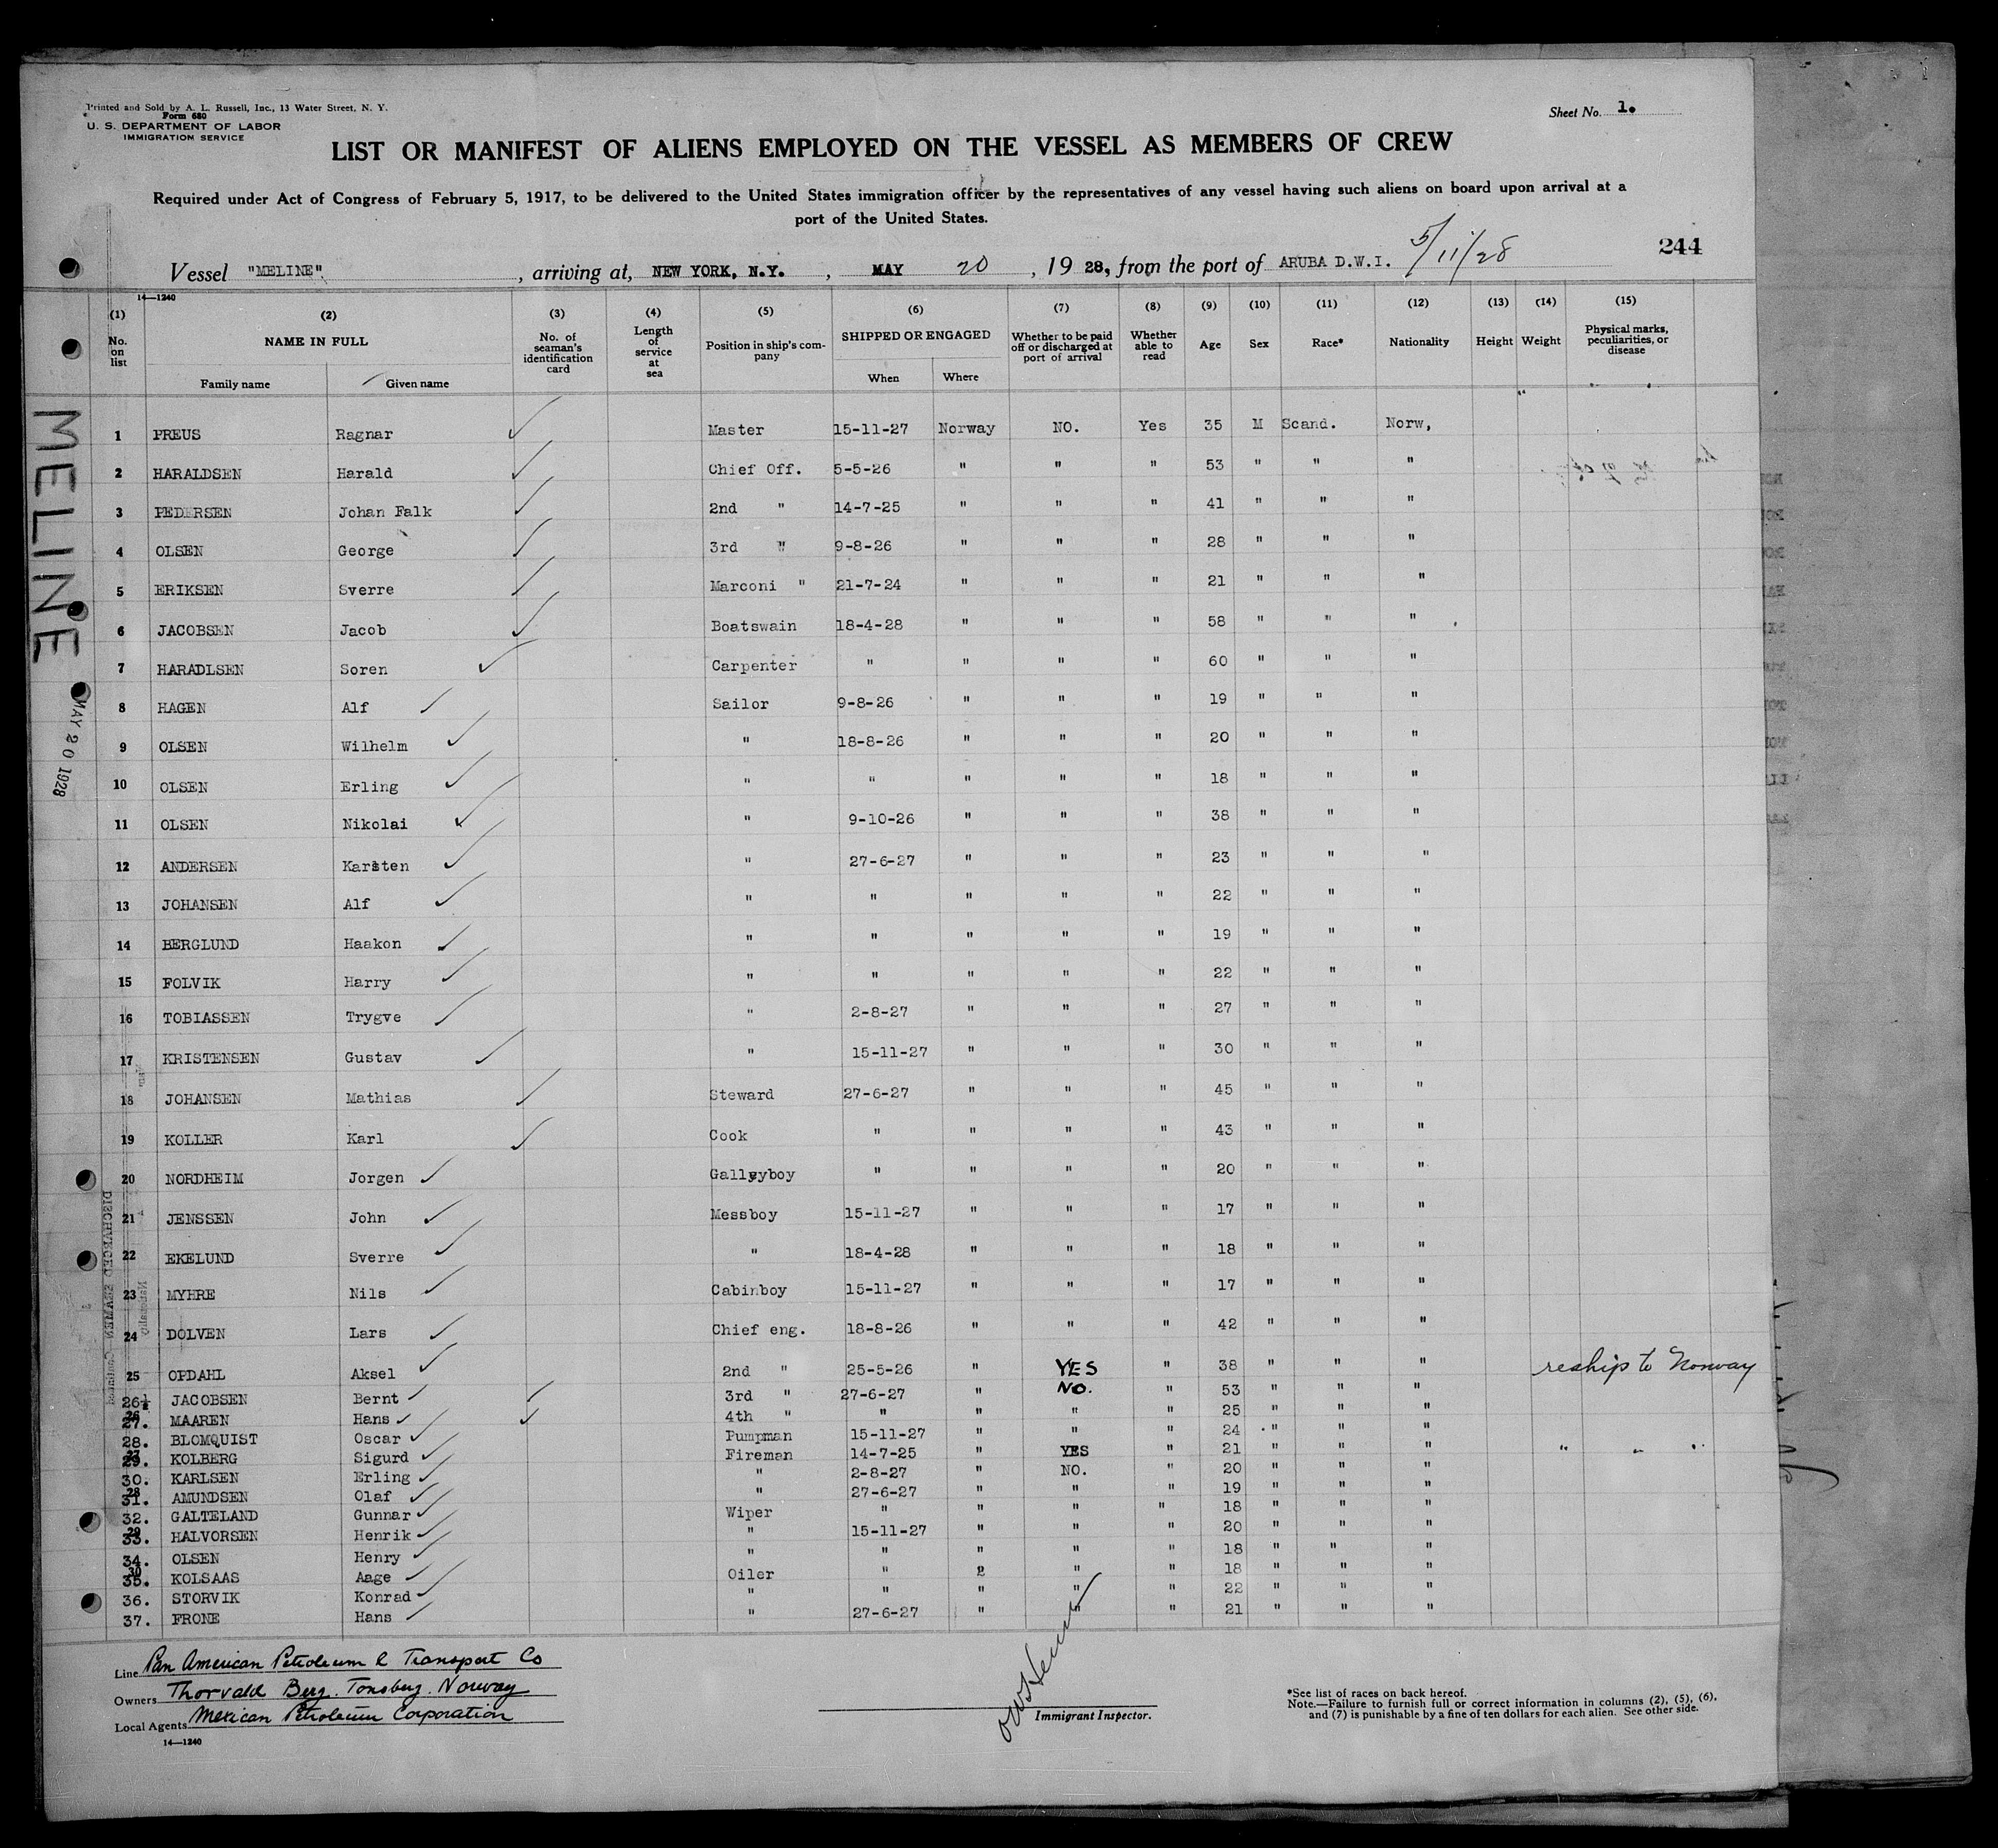 Printed and Sold by A. L. Russell, Inc., 13 Water Street, N. Y.
Form 680
U. S. DEPARTMENT OF LABOR
IMMIGRATION SERVICE
Sheet No. 1.
LIST OR MANIFEST OF ALIENS EMPLOYED ON THE VESSEL AS MEMBERS OF CREW
Required under Act of Congress of February 5, 1917, to be delivered to the United States immigration officer by the representatives of any vessel having such aliens on board upon arrival at a
port of the United States.
244
Vessel "MELINE", arriving at, NEW YORK, N.Y., MAY 20, 1928, from the port of ARUBA D.W.I. 5/11/28
14—1240
(1) (2) (3) (4) (5) (6) (7) (8) (9) (10) (11) (12) (13) (14) (15)
No. on list NAME IN FULL Family name Given name No. of seaman's identification card Length of service at sea Position in ship's company SHIPPED OR ENGAGED When Where Whether to be paid off or discharged at port of arrival Whether able to read Age Sex Race* Nationality Height Weight Physical marks, peculiarities, or disease
MELINE
MAY 20 1928
1 PREUS Ragnar Master 15-11-27 Norway NO. Yes 35 M Scand. Norw,
2 HARALDSEN Harald Chief Off. 5-5-26 " " " 53 " " "
3 PEDERSEN Johan Falk 2nd " 14-7-25 " " " 41 " " "
4 OLSEN George 3rd " 9-8-26 " " " 28 " " "
5 ERIKSEN Sverre Marconi " 21-7-24 " " " 21 " " "
6 JACOBSEN Jacob Boatswain 18-4-28 " " " 58 " " "
7 HARADLSEN Soren Carpenter " " " " 60 " " "
8 HAGEN Alf Sailor 9-8-26 " " " 19 " " "
9 OLSEN Wilhelm " 18-8-26 " " " 20 " " "
10 OLSEN Erling " " " " " 18 " " "
11 OLSEN Nikolai " 9-10-26 " " " 38 " " "
12 ANDERSEN Karsten " 27-6-27 " " " 23 " " "
13 JOHANSEN Alf " " " " " 22 " " "
14 BERGLUND Haakon " " " " " 19 " " "
15 FOLVIK Harry " " " " " 22 " " "
16 TOBIASSEN Trygve " 2-8-27 " " " 27 " " "
17 KRISTENSEN Gustav " 15-11-27 " " " 30 " " "
18 JOHANSEN Mathias Steward 27-6-27 " " " 45 " " "
19 KOLLER Karl Cook " " " " 43 " " "
20 NORDHEIM Jorgen Galleyboy " " " " 20 " " "
21 JENSSEN John Messboy 15-11-27 " " " 17 " " "
22 EKELUND Sverre " 18-4-28 " " " 18 " " "
23 MYHRE Nils Cabinboy 15-11-27 " " " 17 " " "
24 DOLVEN Lars Chief eng. 18-8-26 " " " 42 " " "
25 OPDAHL Aksel 2nd " 25-5-26 " YES " 38 " " " reship to Norway
26 JACOBSEN Bernt 3rd " 27-6-27 " NO. " 53 " " "
27. MAAREN Hans 4th " " " " " 25 " " "
28. BLOMQUIST Oscar Pumpman 15-11-27 " " " 24 " " "
29. KOLBERG Sigurd Fireman 14-7-25 " YES " 21 " " " " " "
30. KARLSEN Erling " 2-8-27 " NO. " 20 " " "
31. AMUNDSEN Olaf " 27-6-27 " " " 19 " " "
32. GALTELAND Gunnar Wiper " " " " 18 " " "
33. HALVORSEN Henrik " 15-11-27 " " " 20 " " "
34. OLSEN Henry " " " " " 18 " " "
35. KOLSAAS Aage Oiler " 2 " " 18 " " "
36. STORVIK Konrad " " " " " 22 " " "
37. FRONE Hans " 27-6-27 " " " 21 " " "
Line Pan American Petroleum & Transport Co
Owners Thorvald Berg. Tonsberg. Norway
Local Agents Mexican Petroleum Corporation
14—1240
Immigrant Inspector.
*See list of races on back hereof.
Note.—Failure to furnish full or correct information in columns (2), (5), (6),
and (7) is punishable by a fine of ten dollars for each alien. See other side.